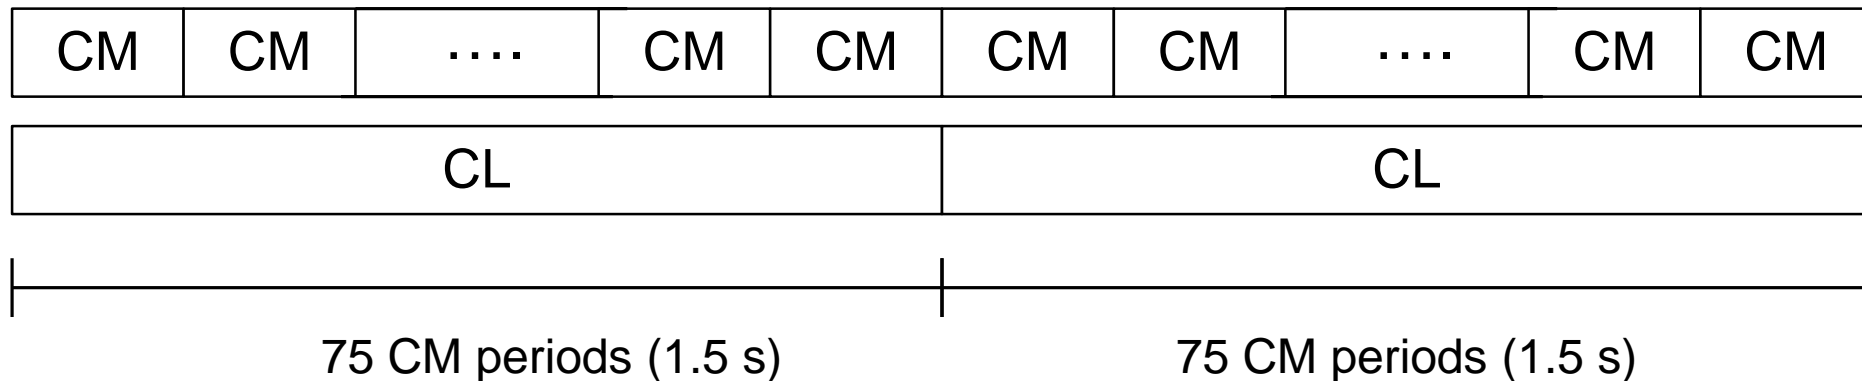 CM CM .... CM CM CM CM .... CM CM
CL CL
75 CM periods (1.5 s) 75 CM periods (1.5 s)